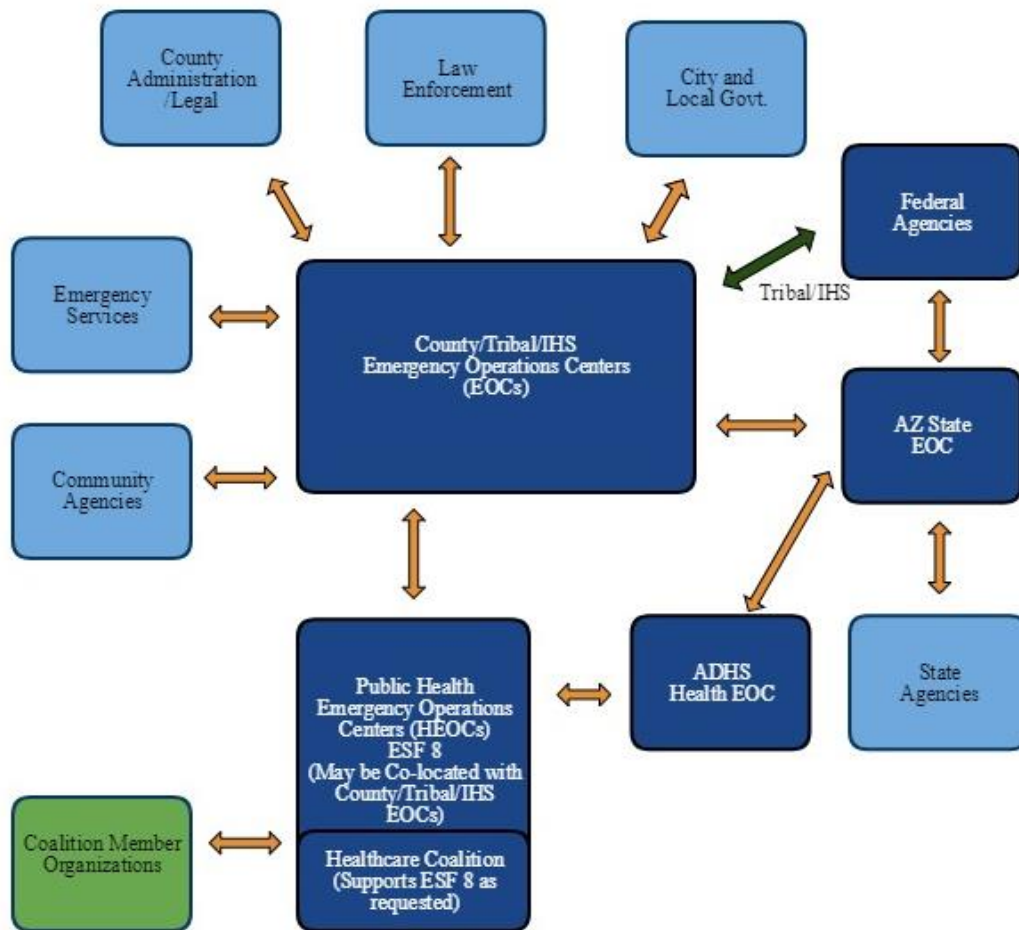 County
Administration
/Legal
Law
Enforcement
City and
Local Govt.
Federal
Agencies
Tribal/IHS
Emergency
Services
County/Tribal/IHS
Emergency Operations Centers
(EOCs)
AZ State
EOC
Community
Agencies
Public Health
Emergency Operations
Centers (HEOCs)
ESF 8
(May be Co-located with
County/Tribal/IHS
EOCs)
ADHS
Health EOC
State
Agencies
Coalition Member
Organizations
Healthcare Coalition
(Supports ESF 8 as
requested)